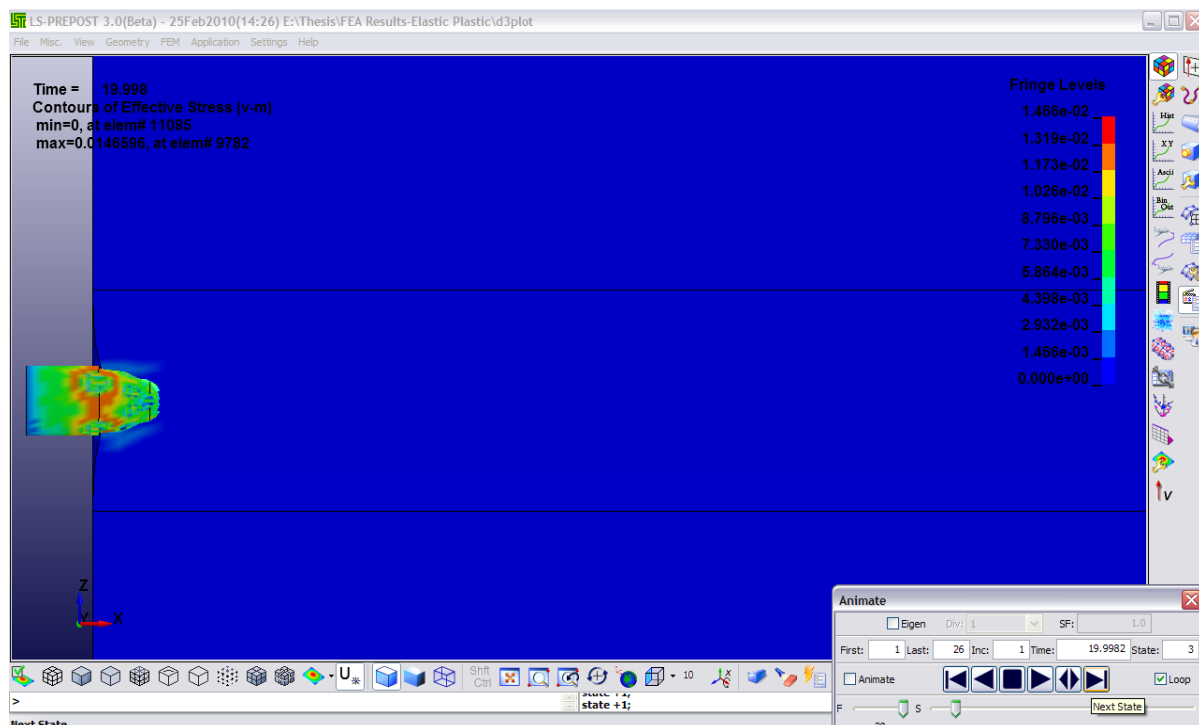 LS-PREPOST 3.0(Beta) - 25Feb2010(14:26) E:\Thesis\FEA Results-Elastic Plastic\d3plot
File Misc. View Geometry FEM Application Settings Help
Time = 19.998
Contours of Effective Stress (v-m)
min=0, at elem# 11085
max=0.0146596, at elem# 9782
Fringe Levels
1.466e-02
1.319e-02
1.173e-02
1.026e-02
8.796e-03
7.330e-03
5.864e-03
4.398e-03
2.932e-03
1.466e-03
0.000e+00
Hist
XY
Ascii
Bin Out
V
Z
Y X
Animate
Eigen Div: 1 SF: 1.0
First: 1 Last: 26 Inc: 1 Time: 19.9982 State: 3
Animate Loop
F S
Next State
20
U*
Shft
Ctrl
10
>
state +1;
state +1;
Next State